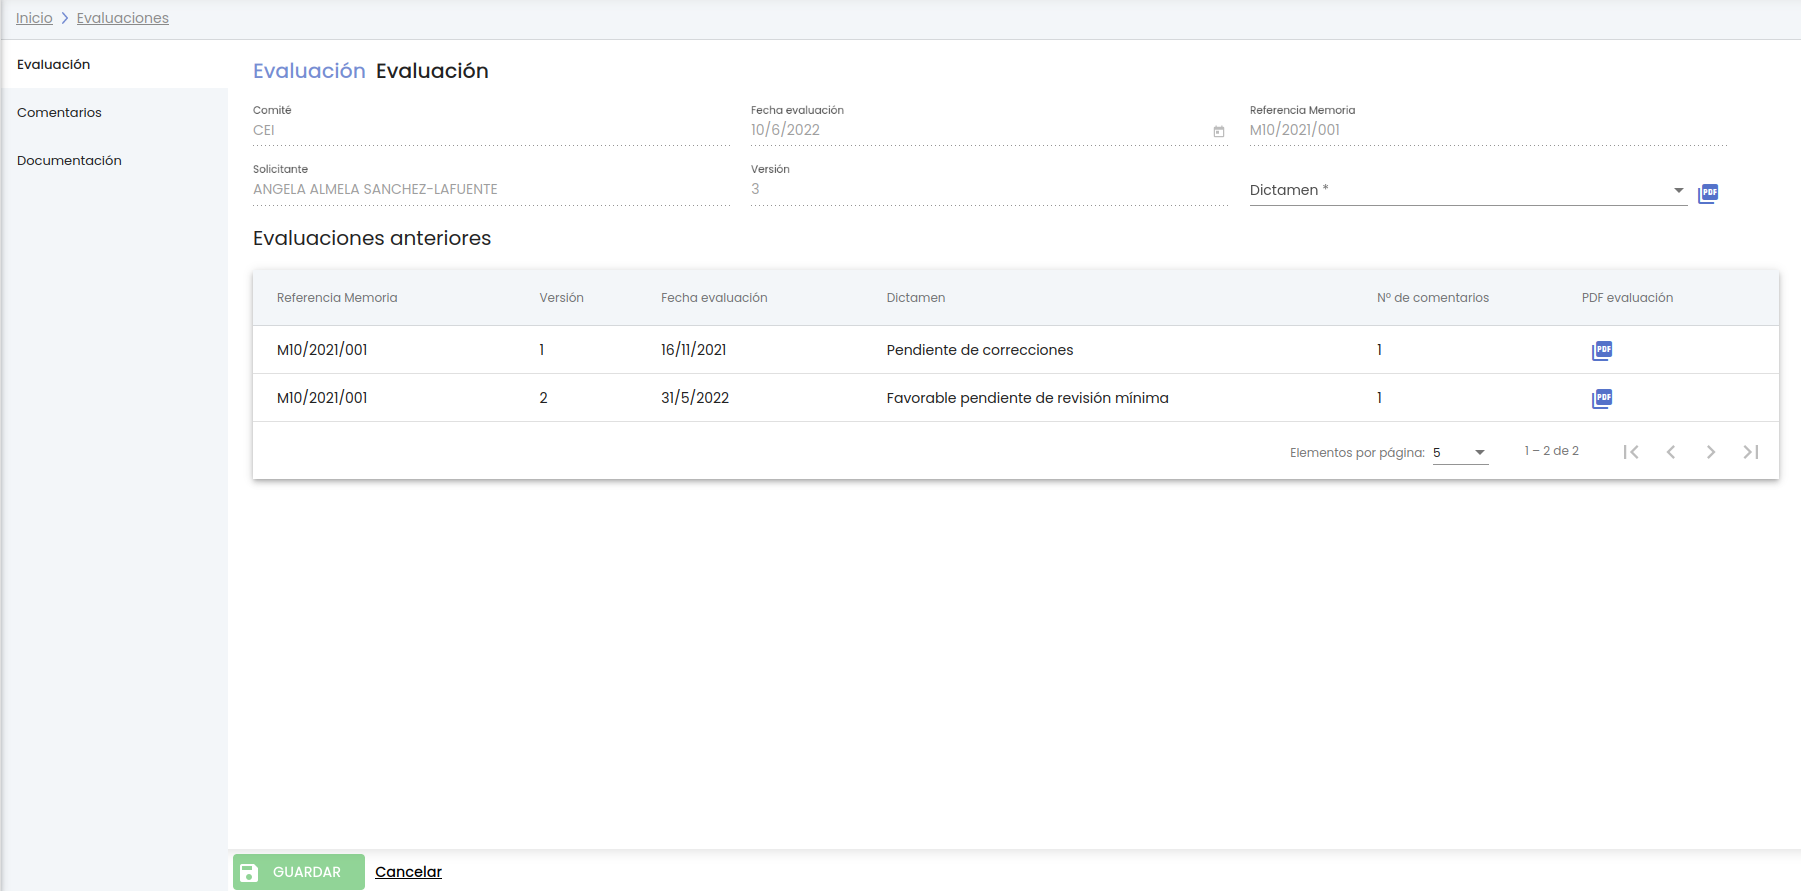 Inicio > Evaluaciones
Evaluación
Comentarios
Documentación
Evaluación Evaluación
Comité
CEI
Fecha evaluación
10/6/2022
Referencia Memoria
M10/2021/001
Solicitante
ANGELA ALMELA SANCHEZ-LAFUENTE
Versión
3
Dictamen *
PDF
Evaluaciones anteriores
Referencia Memoria Versión Fecha evaluación Dictamen Nº de comentarios PDF evaluación
M10/2021/001 1 16/11/2021 Pendiente de correcciones 1 PDF
M10/2021/001 2 31/5/2022 Favorable pendiente de revisión mínima 1 PDF
Elementos por página: 5 1 – 2 de 2
GUARDAR Cancelar